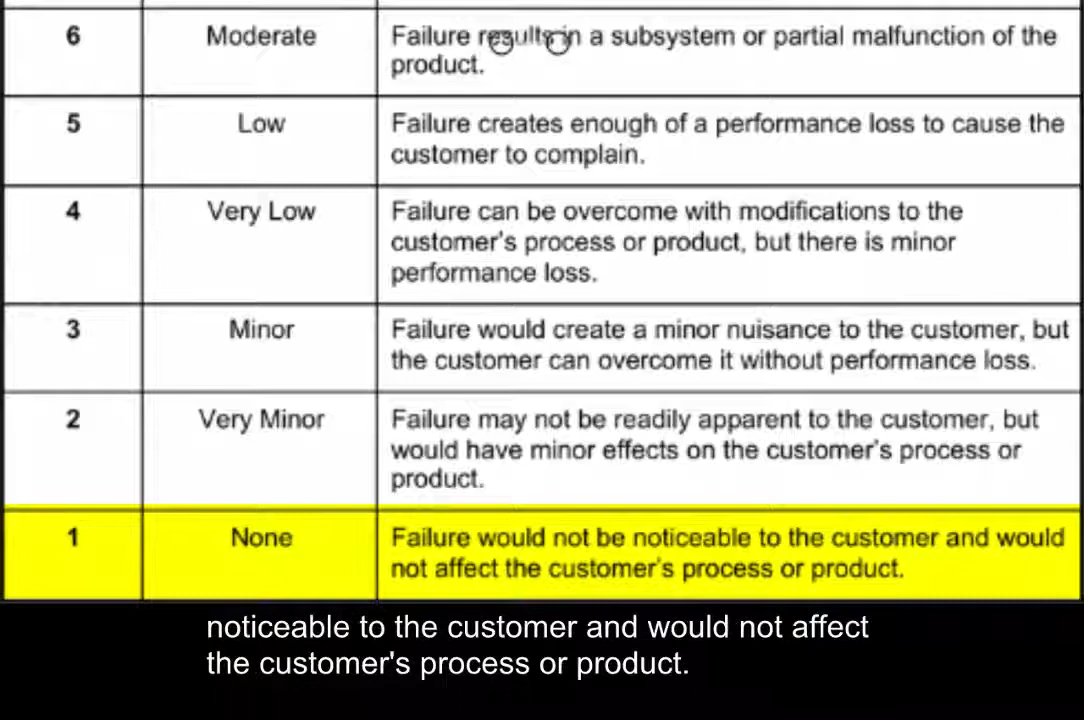 6
Moderate
Failure results in a subsystem or partial malfunction of the
product.
5
Low
Failure creates enough of a performance loss to cause the
customer to complain.
4
Very Low
Failure can be overcome with modifications to the
customer's process or product, but there is minor
performance loss.
3
Minor
Failure would create a minor nuisance to the customer, but
the customer can overcome it without performance loss.
2
Very Minor
Failure may not be readily apparent to the customer, but
would have minor effects on the customer's process or
product.
1
None
Failure would not be noticeable to the customer and would
not affect the customer's process or product.
noticeable to the customer and would not affect
the customer's process or product.